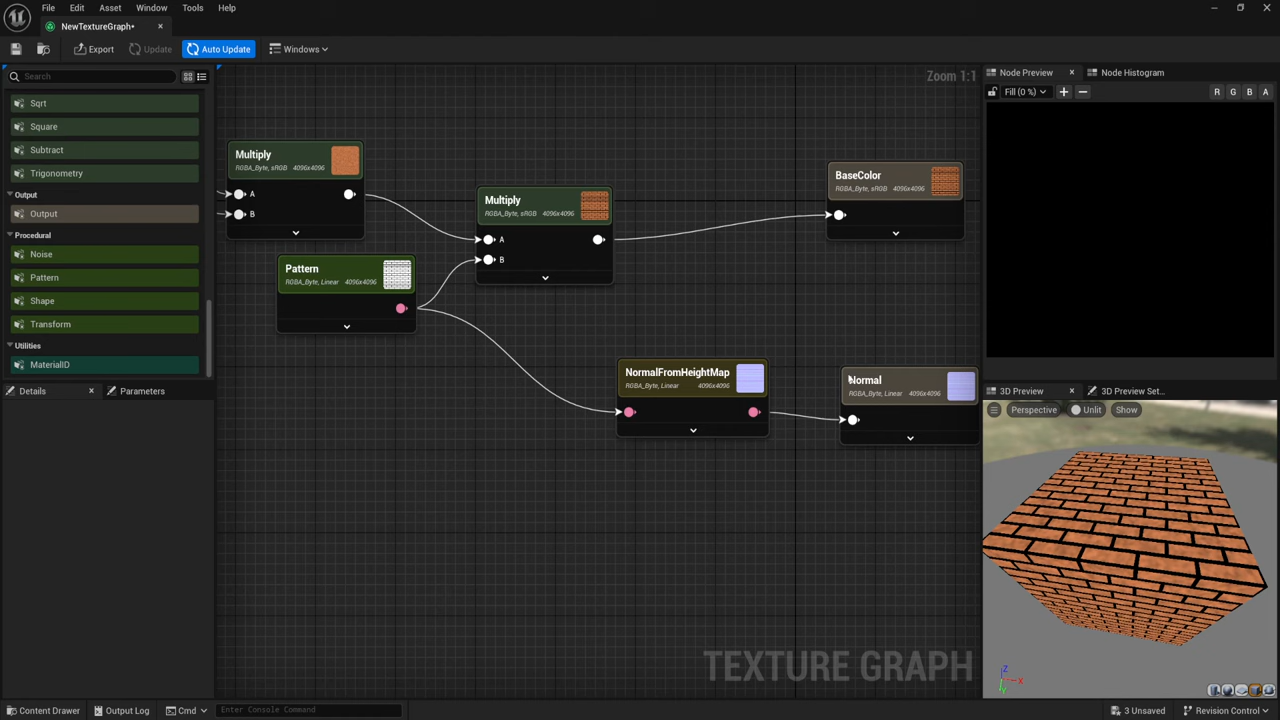 File Edit Asset Window Tools Help
NewTextureGraph*
Export Update Auto Update Windows
Search
Sqrt
Square
Subtract
Trigonometry
Output
Output
Procedural
Noise
Pattern
Shape
Transform
Utilities
MaterialID
Details Parameters
Zoom 1:1
Multiply
RGBA_Byte, sRGB 4096x4096
A
B
Pattern
RGBA_Byte, Linear 4096x4096
Multiply
RGBA_Byte, sRGB 4096x4096
A
B
BaseColor
RGBA_Byte, sRGB 4096x4096
NormalFromHeightMap
RGBA_Byte, Linear 4096x4096
Normal
RGBA_Byte, Linear 4096x4096
TEXTURE GRAPH
Node Preview Node Histogram
Fill (0 %) R G B A
3D Preview 3D Preview Set...
Perspective Unlit Show
Z
X
Y
Content Drawer Output Log Cmd Enter Console Command 3 Unsaved Revision Control